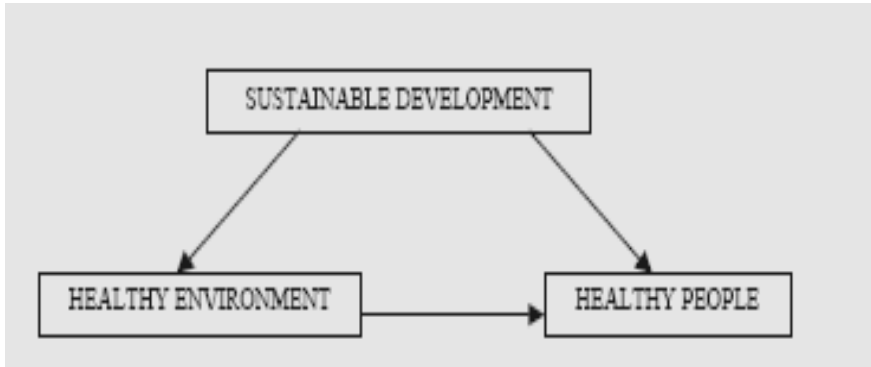 SUSTAINABLE DEVELOPMENT
HEALTHY ENVIRONMENT
HEALTHY PEOPLE